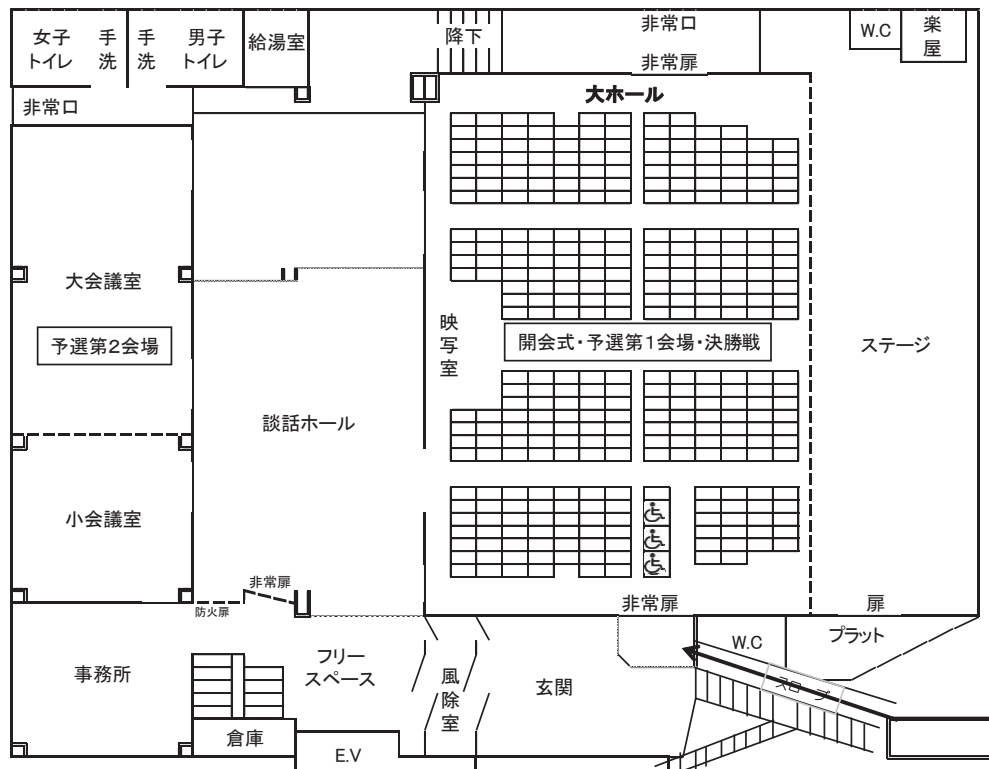 女子
トイレ
手
洗
手
洗
男子
トイレ
給湯室
降下
非常口
非常扉
W.C
楽
屋
非常口
大ホール
大会議室
予選第2会場
映
写
室
開会式・予選第1会場・決勝戦
ステージ
談話ホール
小会議室
非常扉
防火扉
非常扉
扉
事務所
フリー
スペース
風
除
室
玄関
W.C
プラット
スロープ
倉庫
E.V